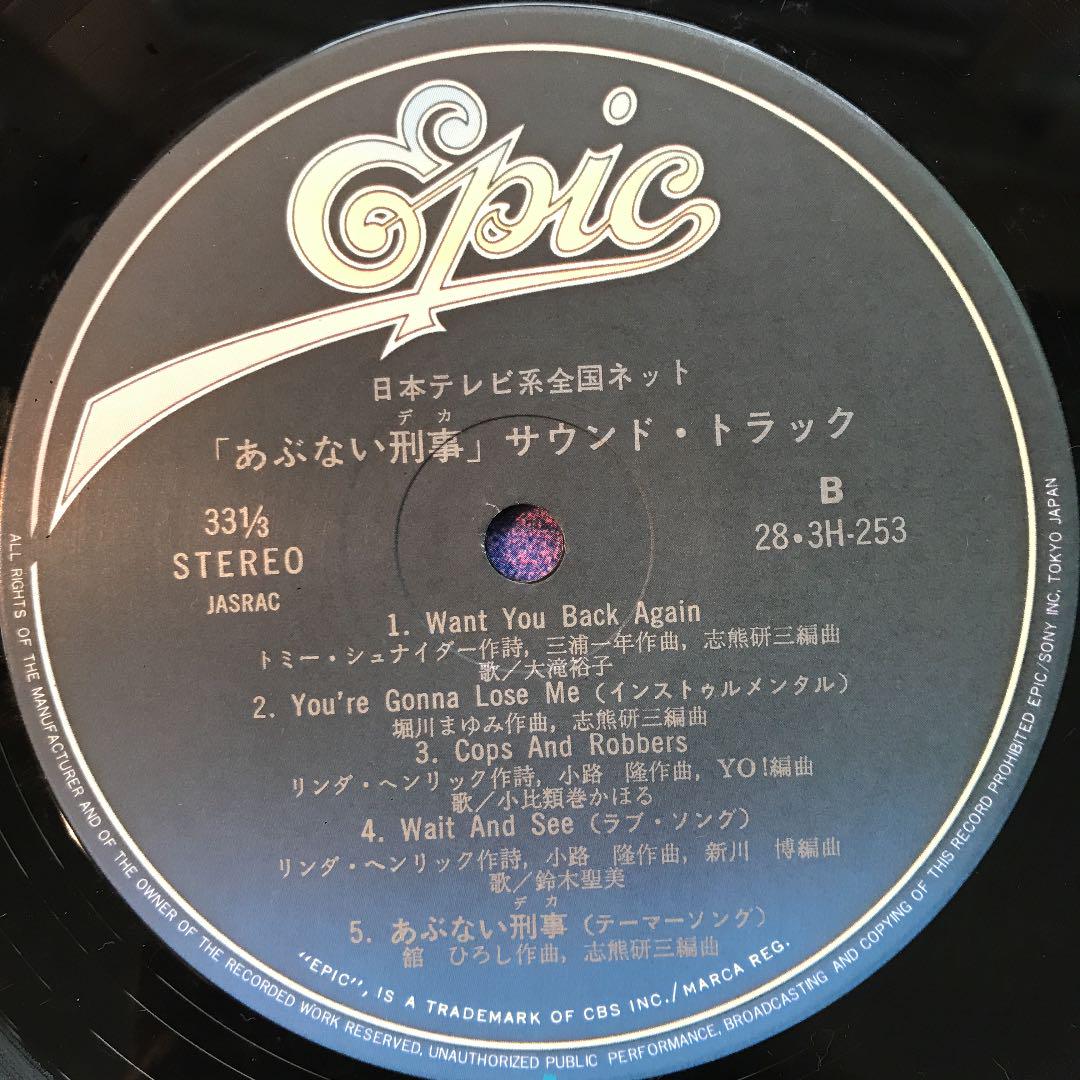 Epic
日本テレビ系全国ネット
デカ
「あぶない刑事」サウンド・トラック
33 1/3
STEREO
JASRAC
B
28・3H-253
1. Want You Back Again
トミー・シュナイダー作詩, 三浦一年作曲, 志熊研三編曲
歌／大滝裕子
2. You're Gonna Lose Me (インストゥルメンタル)
堀川まゆみ作曲, 志熊研三編曲
3. Cops And Robbers
リンダ・ヘンリック作詩, 小路 隆作曲, YO!編曲
歌／小比類巻かほる
4. Wait And See (ラブ・ソング)
リンダ・ヘンリック作詩, 小路 隆作曲, 新川 博編曲
歌／鈴木聖美
デカ
5. あぶない刑事 (テーマーソング)
舘 ひろし作曲, 志熊研三編曲
"EPIC", IS A TRADEMARK OF CBS INC./MARCA REG.
ALL RIGHTS OF THE MANUFACTURER AND OF THE OWNER OF THE RECORDED WORK RESERVED, UNAUTHORIZED PUBLIC PERFORMANCE, BROADCASTING AND COPYING OF THIS RECORD PROHIBITED EPIC/SONY INC, TOKYO JAPAN